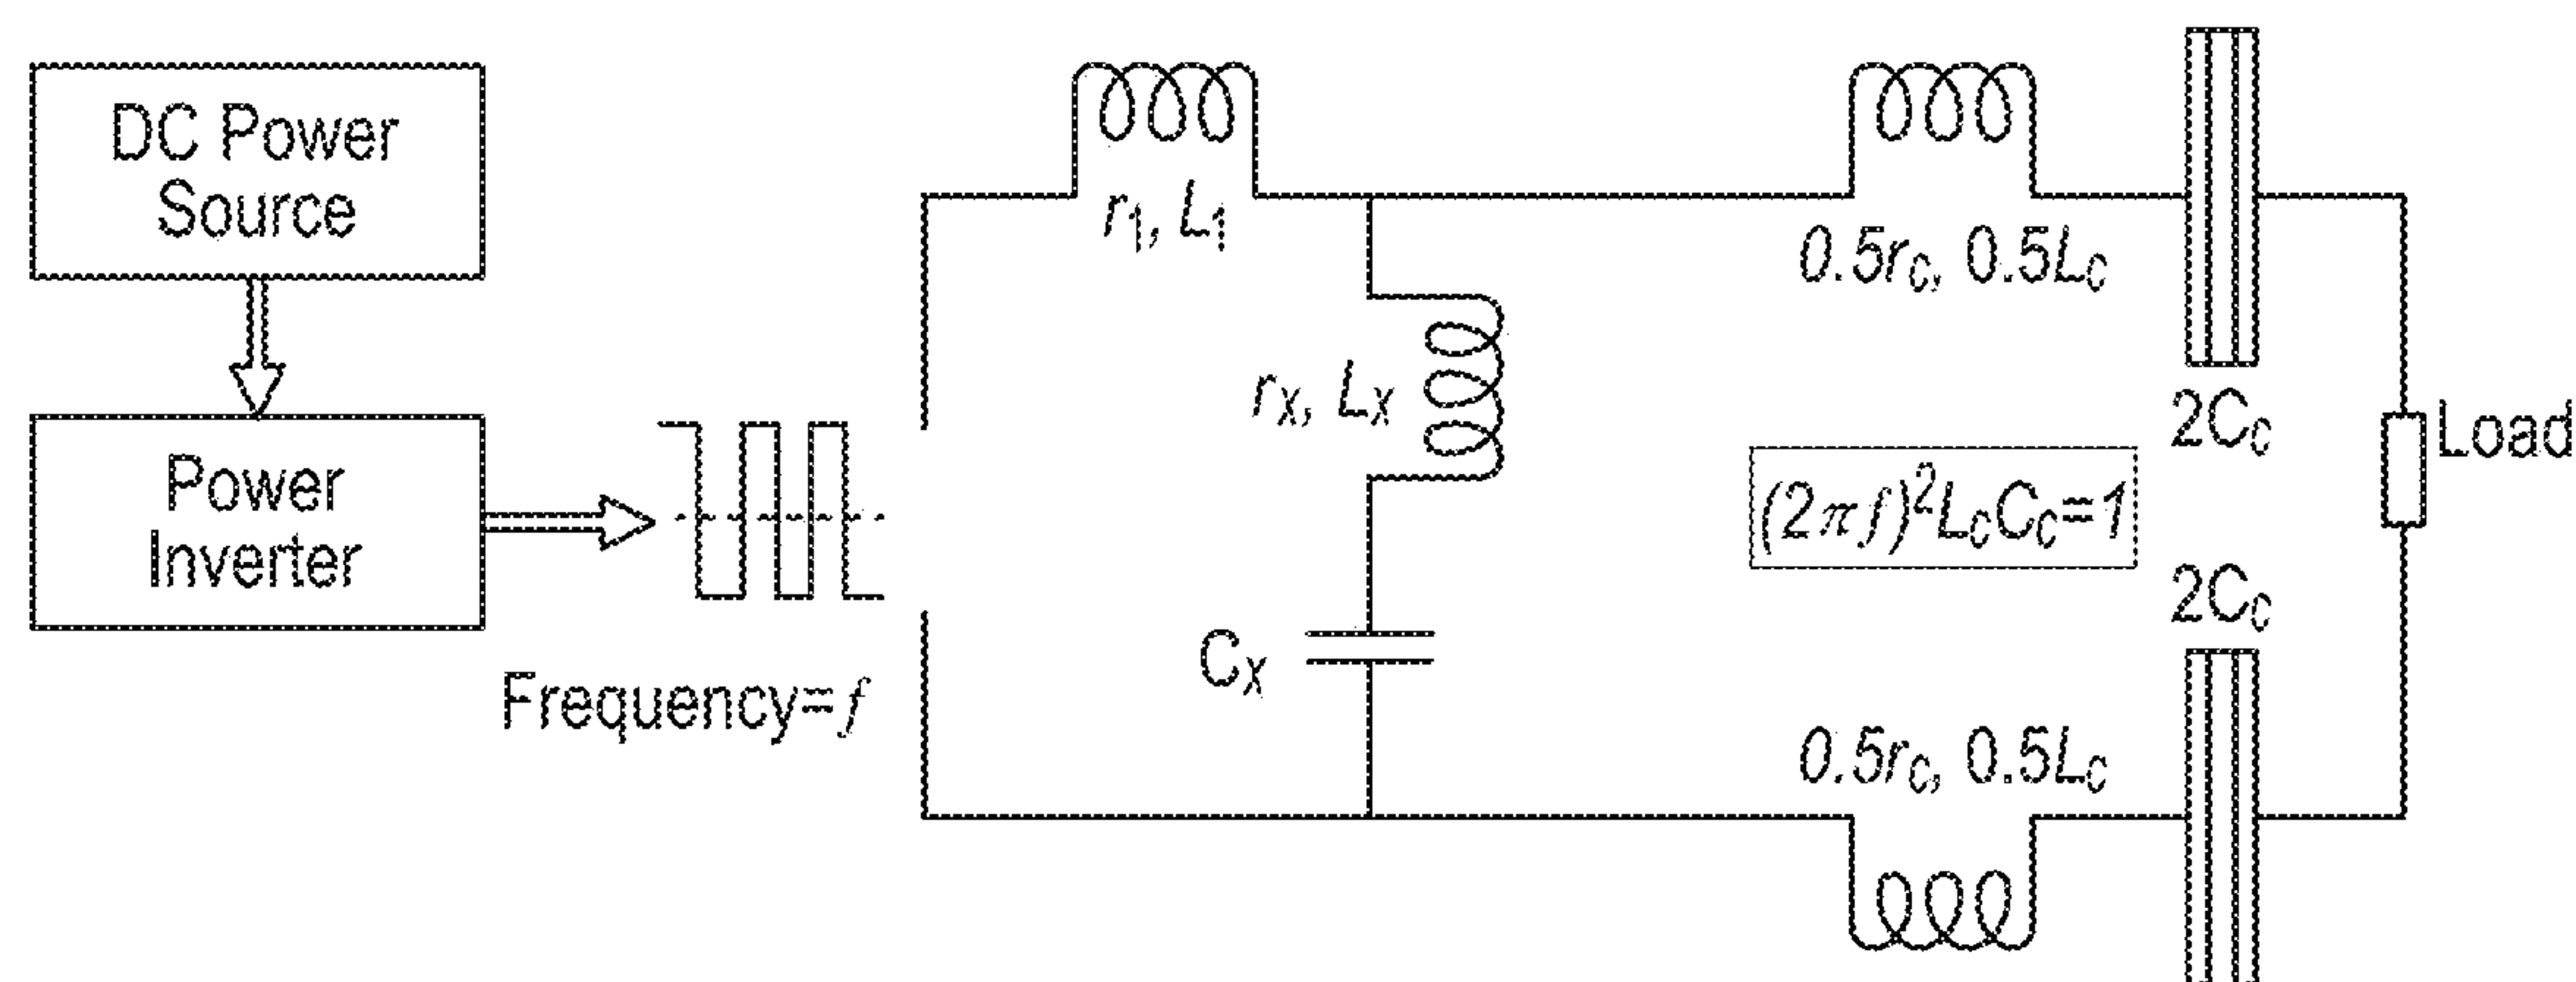 DC Power
Source
Power
Inverter
Frequency=f
r1, L1
rX, LX
CX
0.5rC, 0.5LC
2CC
Load
(2πf)²LCCC=1
2CC
0.5rC, 0.5LC